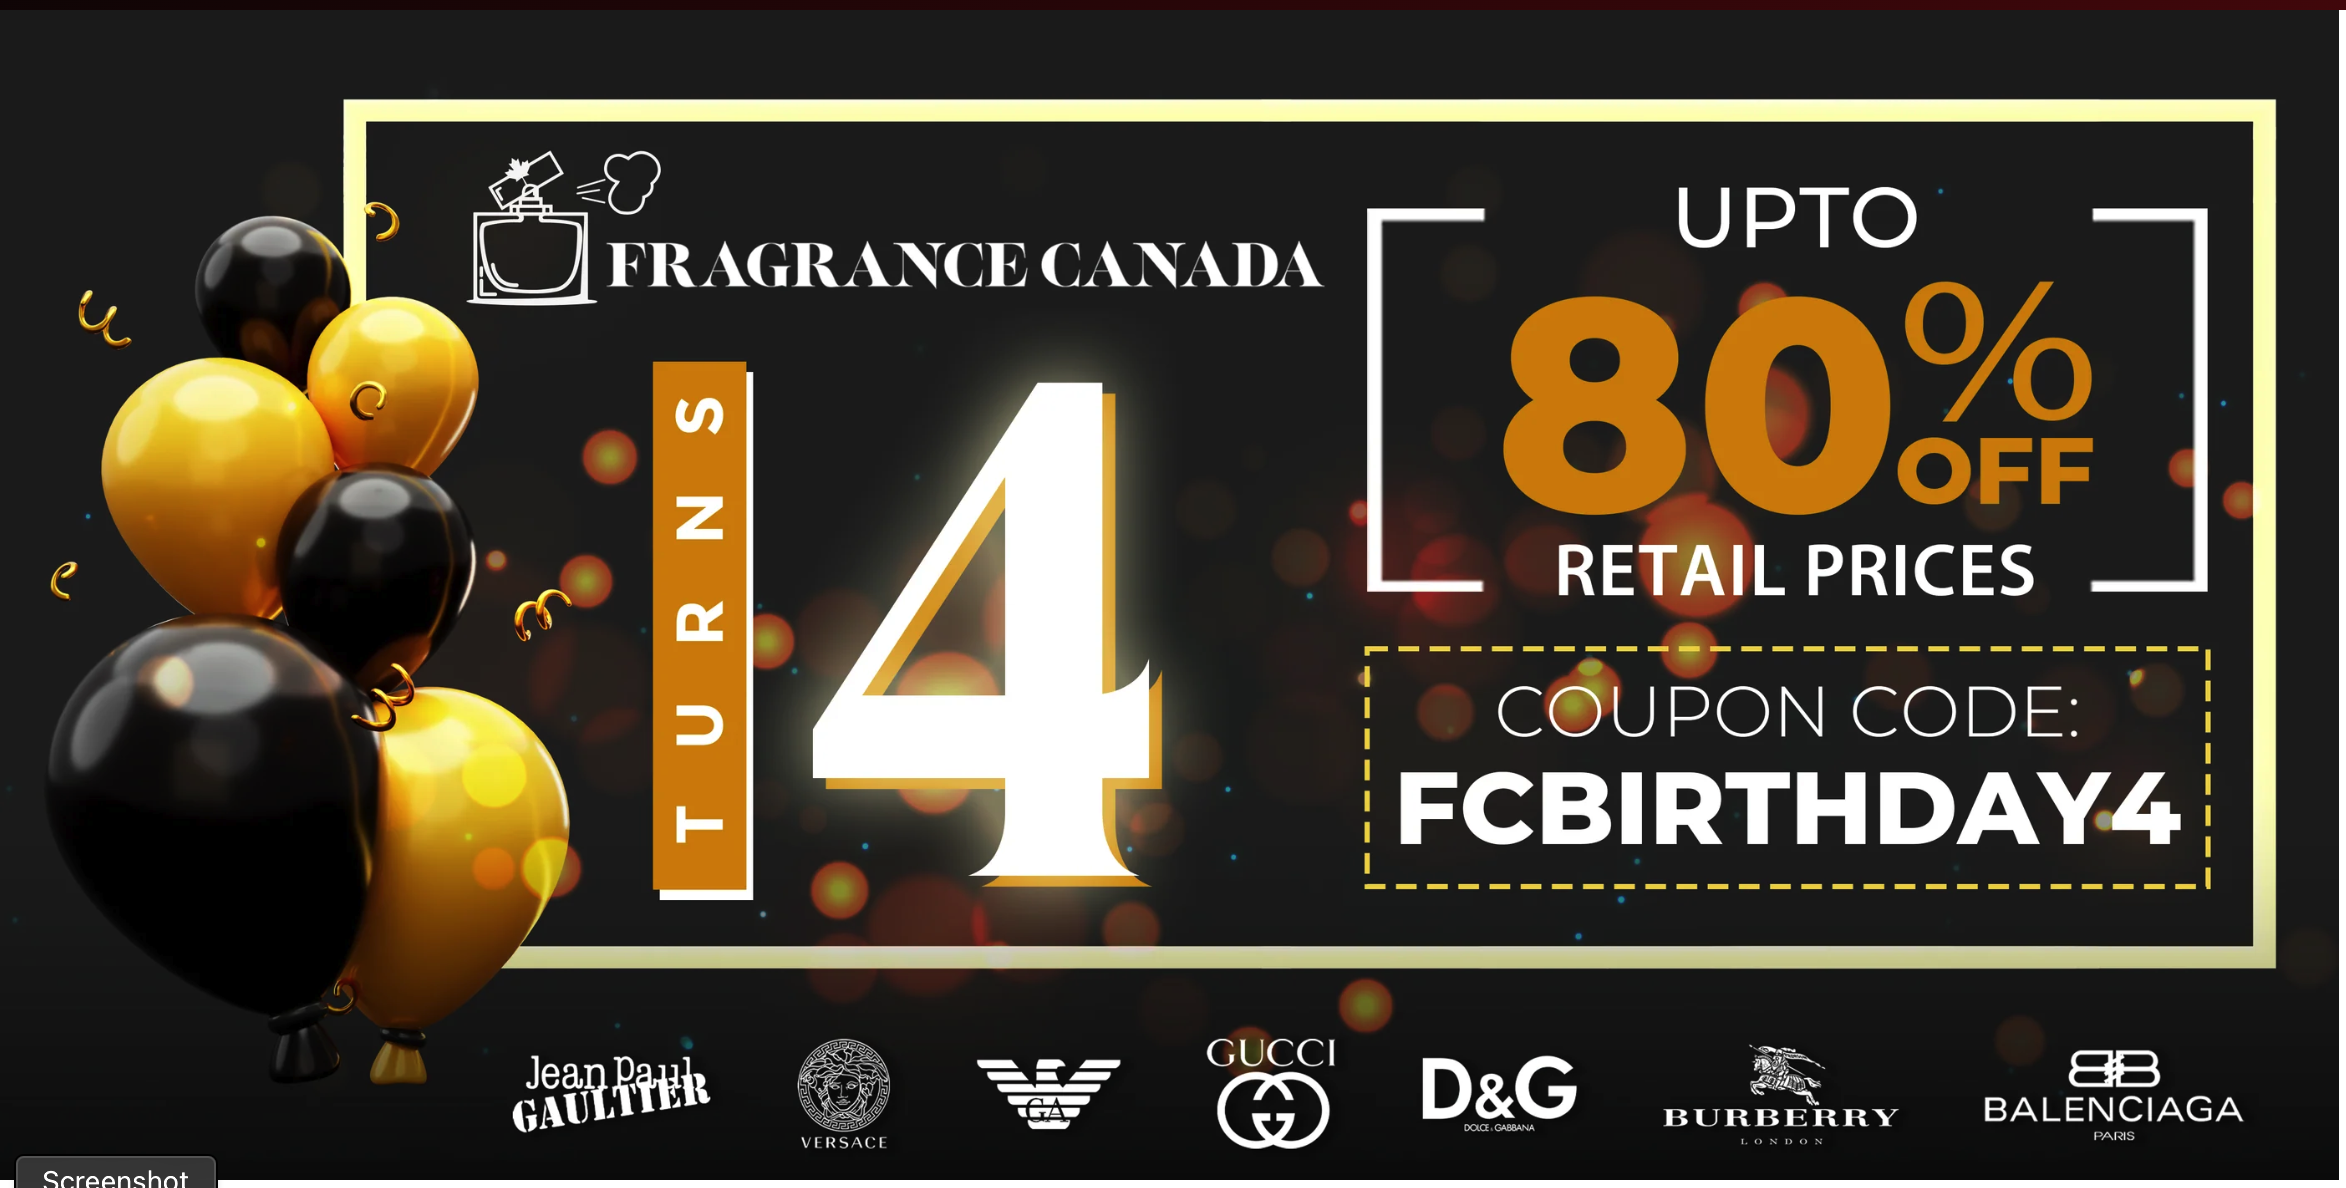 FRAGRANCE CANADA
TURNS
4
UPTO
80%
OFF
RETAIL PRICES
COUPON CODE:
FCBIRTHDAY4
Jean Paul
GAULTIER
VERSACE
GA
GUCCI
D&G
DOLCE & GABBANA
BURBERRY
LONDON
BALENCIAGA
PARIS
Screenshot